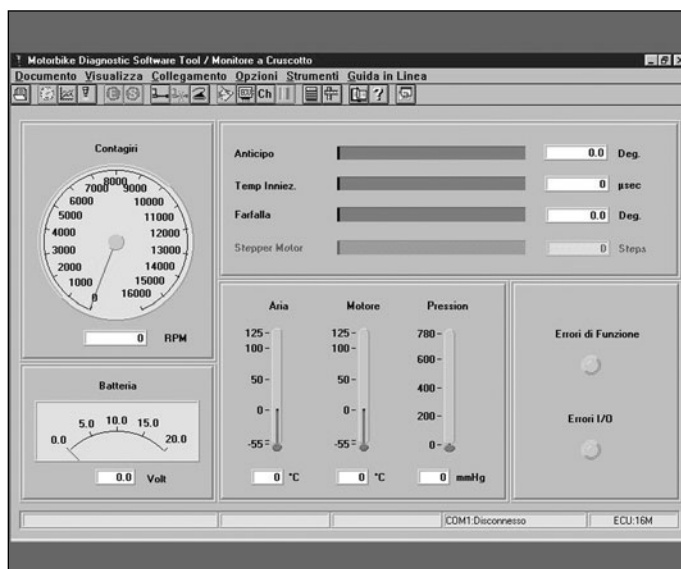 Motorbike Diagnostic Software Tool / Monitore a Cruscotto
Documento Visualizza Collegamento Opzioni Strumenti Guida in Linea
Ch
?
Contagiri
8000
7000 9000
6000 10000
5000 11000
4000 12000
3000 13000
2000 14000
1000 15000
0 16000
0 RPM
Batteria
0.0 5.0 10.0 15.0 20.0
0.0 Volt
Anticipo 0.0 Deg.
Temp Iniez. 0 µsec
Farfalla 0.0 Deg.
Stepper Motor 0 Steps
Aria Motore Pression
125 125 780
100 100 600
50 50 400
0 0 200
-55 -55 0
0 °C 0 °C 0 mmHg
Errori di Funzione
Errori I/O
COM1:Disconnesso ECU:16M